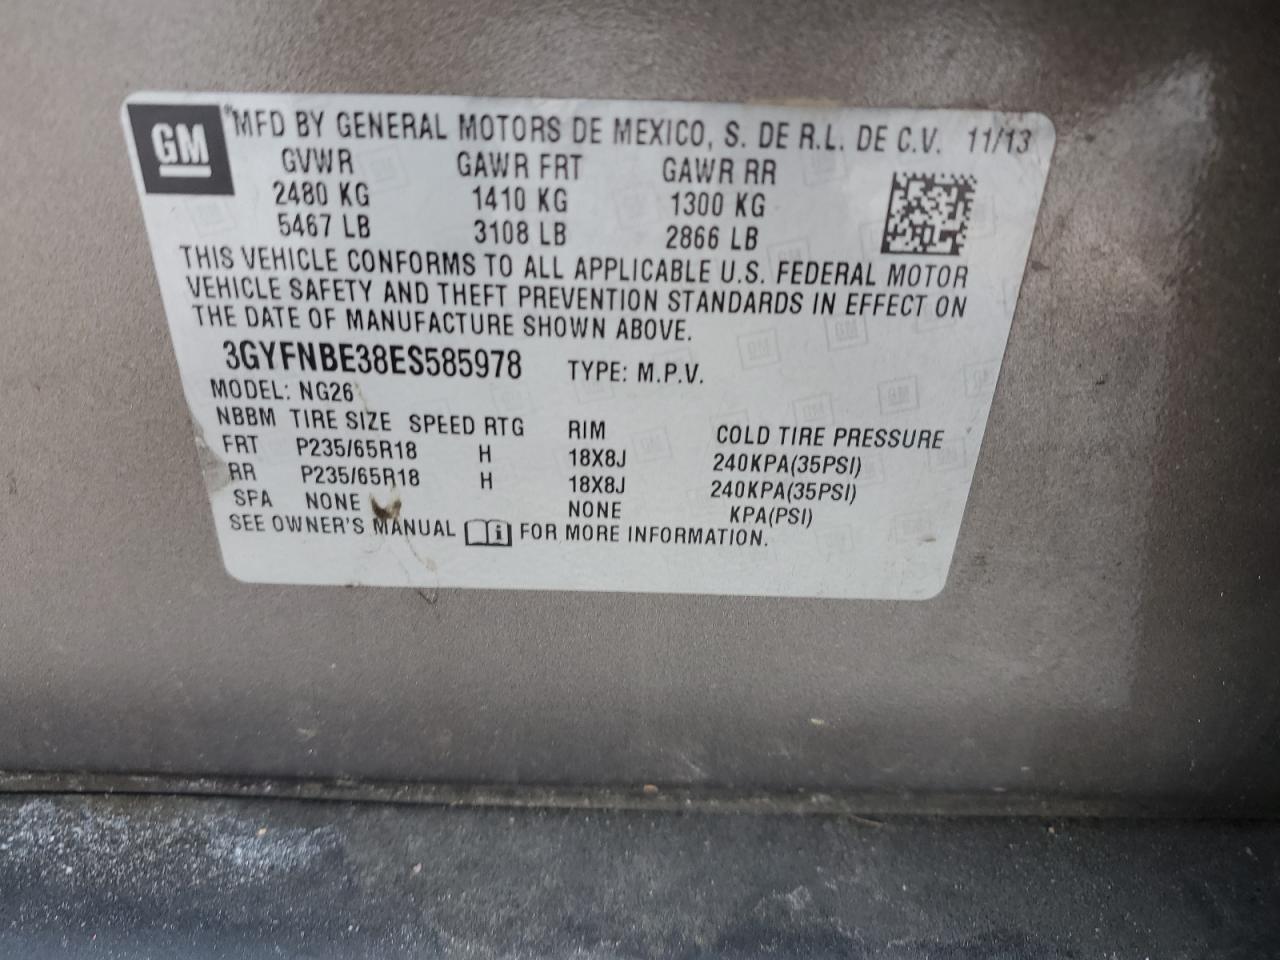 GM ® MFD BY GENERAL MOTORS DE MEXICO, S. DE R.L. DE C.V. 11/13
GVWR GAWR FRT GAWR RR
2480 KG 1410 KG 1300 KG
5467 LB 3108 LB 2866 LB
THIS VEHICLE CONFORMS TO ALL APPLICABLE U.S. FEDERAL MOTOR
VEHICLE SAFETY AND THEFT PREVENTION STANDARDS IN EFFECT ON
THE DATE OF MANUFACTURE SHOWN ABOVE.
3GYFNBE38ES585978 TYPE: M.P.V.
MODEL: NG26
NBBM TIRE SIZE SPEED RTG RIM COLD TIRE PRESSURE
FRT P235/65R18 H 18X8J 240KPA(35PSI)
RR P235/65R18 H 18X8J 240KPA(35PSI)
SPA NONE NONE KPA(PSI)
SEE OWNER'S MANUAL i FOR MORE INFORMATION.